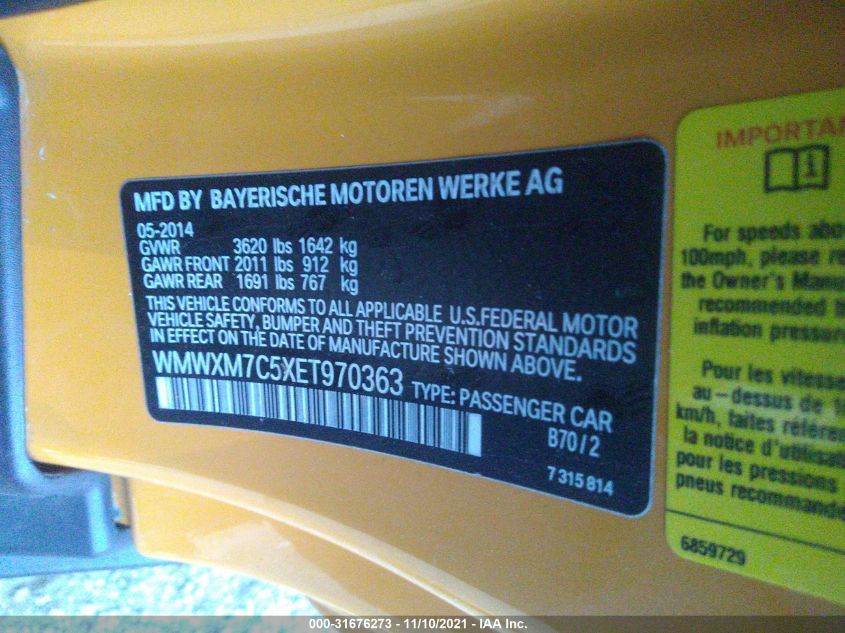 MFD BY BAYERISCHE MOTOREN WERKE AG
05-2014
GVWR 3620 lbs 1642 kg
GAWR FRONT 2011 lbs 912 kg
GAWR REAR 1691 lbs 767 kg
THIS VEHICLE CONFORMS TO ALL APPLICABLE U.S.FEDERAL MOTOR
VEHICLE SAFETY, BUMPER AND THEFT PREVENTION STANDARDS
IN EFFECT ON THE DATE OF MANUFACTURE SHOWN ABOVE.
WMWXM7C5XET970363 TYPE: PASSENGER CAR
B70/2
7 315 814
IMPORTA
i
For speeds abo
100mph, please re
the Owner's Manu
recommended
inflation pressur
Pour les vitesse
au-dessus de
km/h, faites référe
la notice d'utilisa
pour les pressions
pneus recommande
6859729
000-31676273 - 11/10/2021 - IAA Inc.